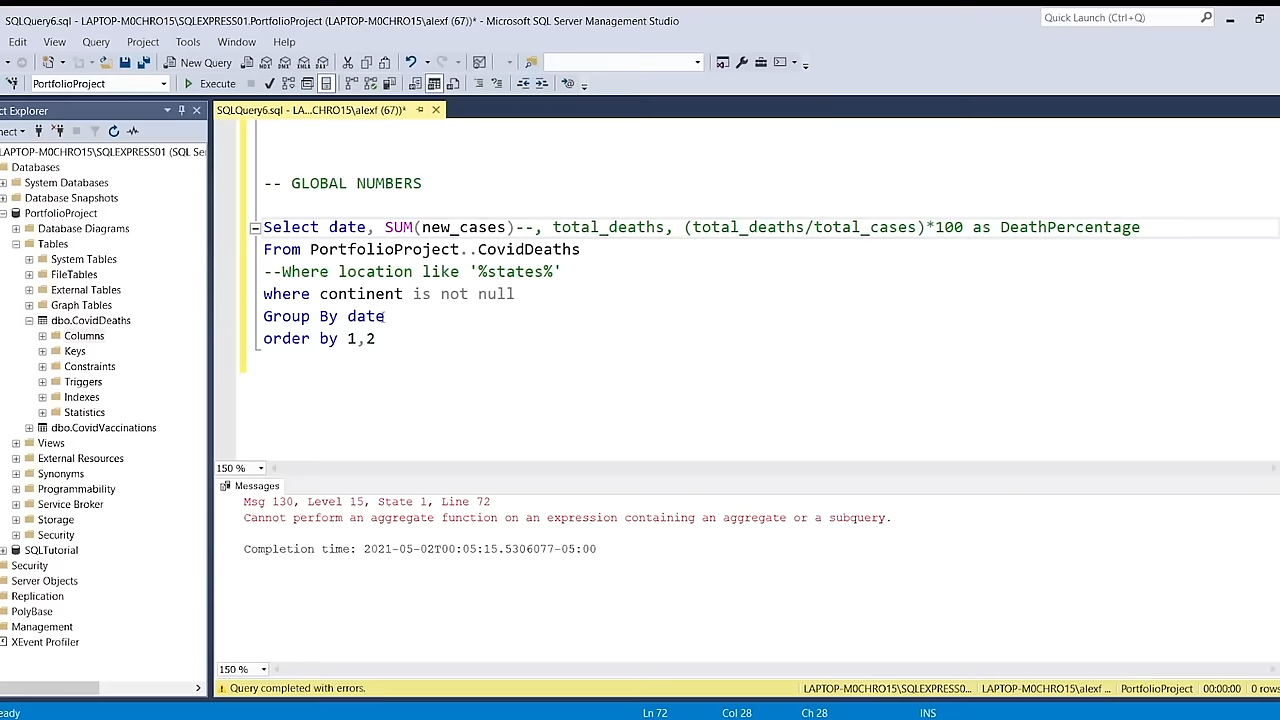 SQLQuery6.sql - LAPTOP-M0CHRO15\SQLEXPRESS01.PortfolioProject (LAPTOP-M0CHRO15\alexf (67))* - Microsoft SQL Server Management Studio
Quick Launch (Ctrl+Q)
Edit View Query Project Tools Window Help
New Query
PortfolioProject
Execute
ct Explorer
SQLQuery6.sql - LA...CHRO15\alexf (67))*
nect
LAPTOP-M0CHRO15\SQLEXPRESS01 (SQL Se
Databases
System Databases
Database Snapshots
PortfolioProject
Database Diagrams
Tables
System Tables
FileTables
External Tables
Graph Tables
dbo.CovidDeaths
Columns
Keys
Constraints
Triggers
Indexes
Statistics
dbo.CovidVaccinations
Views
External Resources
Synonyms
Programmability
Service Broker
Storage
Security
SQLTutorial
Security
Server Objects
Replication
PolyBase
Management
XEvent Profiler
-- GLOBAL NUMBERS
Select date, SUM(new_cases)--, total_deaths, (total_deaths/total_cases)*100 as DeathPercentage
From PortfolioProject..CovidDeaths
--Where location like '%states%'
where continent is not null
Group By date
order by 1,2
150 %
Messages
Msg 130, Level 15, State 1, Line 72
Cannot perform an aggregate function on an expression containing an aggregate or a subquery.
Completion time: 2021-05-02T00:05:15.5306077-05:00
150 %
Query completed with errors.
LAPTOP-M0CHRO15\SQLEXPRESS0... LAPTOP-M0CHRO15\alexf ... PortfolioProject 00:00:00 0 rows
eady
Ln 72 Col 28 Ch 28 INS